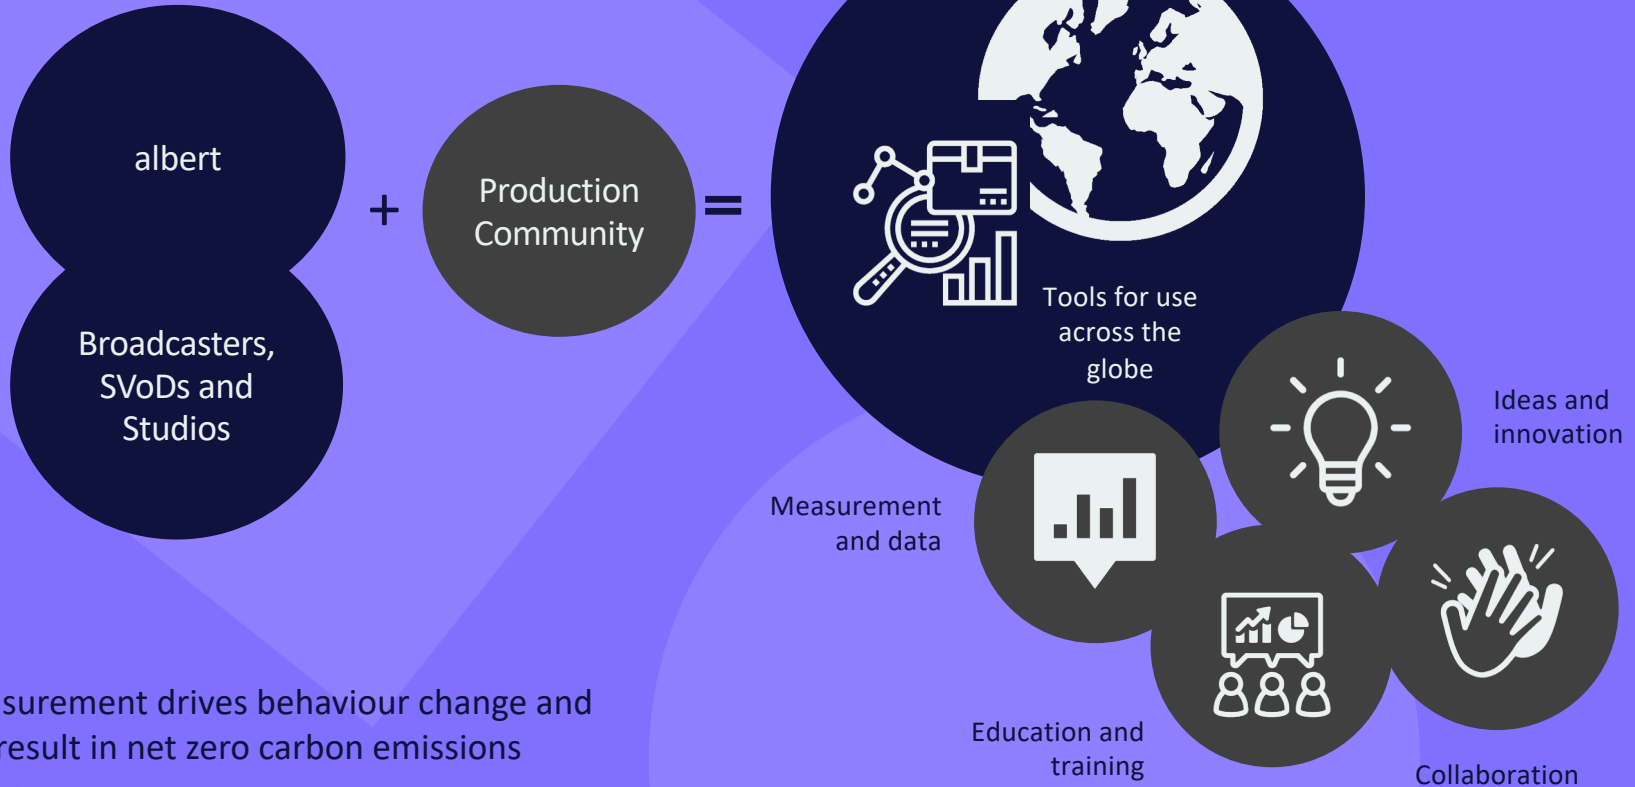 albert
Broadcasters,
SVoDs and
Studios
+
Production
Community
=
Tools for use
across the
globe
Ideas and
innovation
Measurement
and data
Education and
training
Collaboration
surement drives behaviour change and
result in net zero carbon emissions